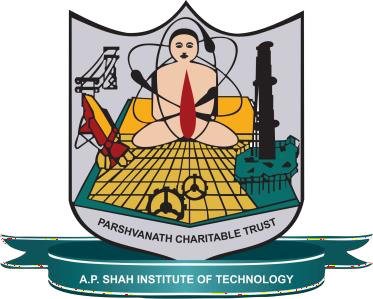 PARSHVANATH CHARITABLE TRUST
A.P. SHAH INSTITUTE OF TECHNOLOGY